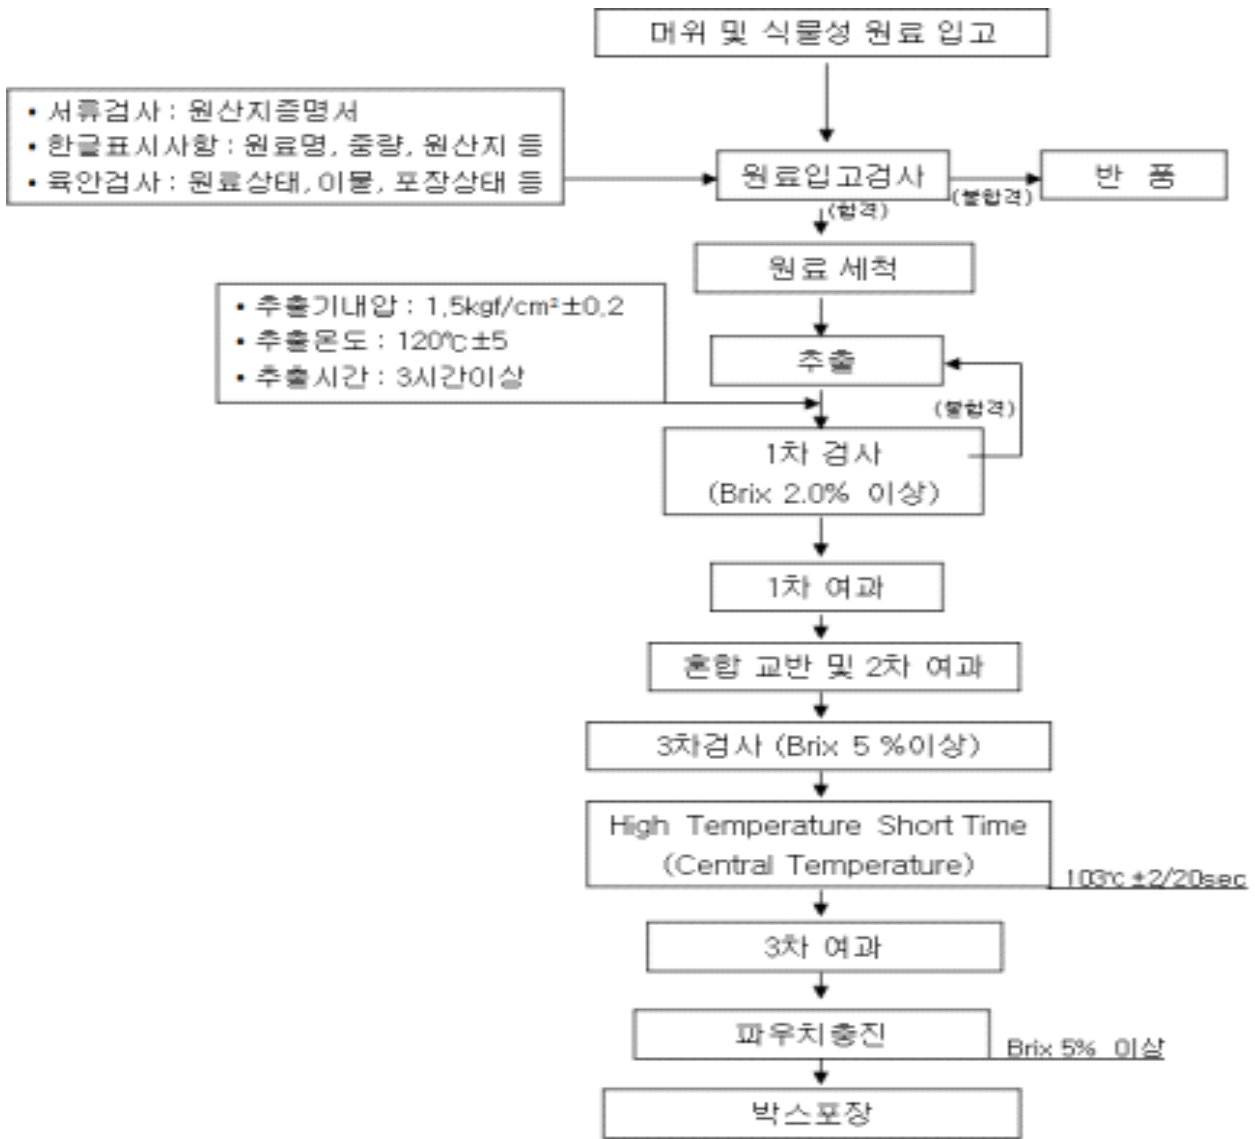 머위 및 식물성 원료 입고
• 서류검사 : 원산지증명서
• 한글표시사항 : 원료명, 중량, 원산지 등
• 육안검사 : 원료상태, 이물, 포장상태 등
원료입고검사
(불합격)
반 품
(합격)
원료 세척
• 추출기내압 : 1.5kgf/cm²±0.2
• 추출온도 : 120℃±5
• 추출시간 : 3시간이상
추출
(불합격)
1차 검사
(Brix 2.0% 이상)
1차 여과
혼합 교반 및 2차 여과
3차검사 (Brix 5 %이상)
High Temperature Short Time
(Central Temperature)
103℃ ±2/20sec
3차 여과
파우치충진
Brix 5% 이상
박스포장